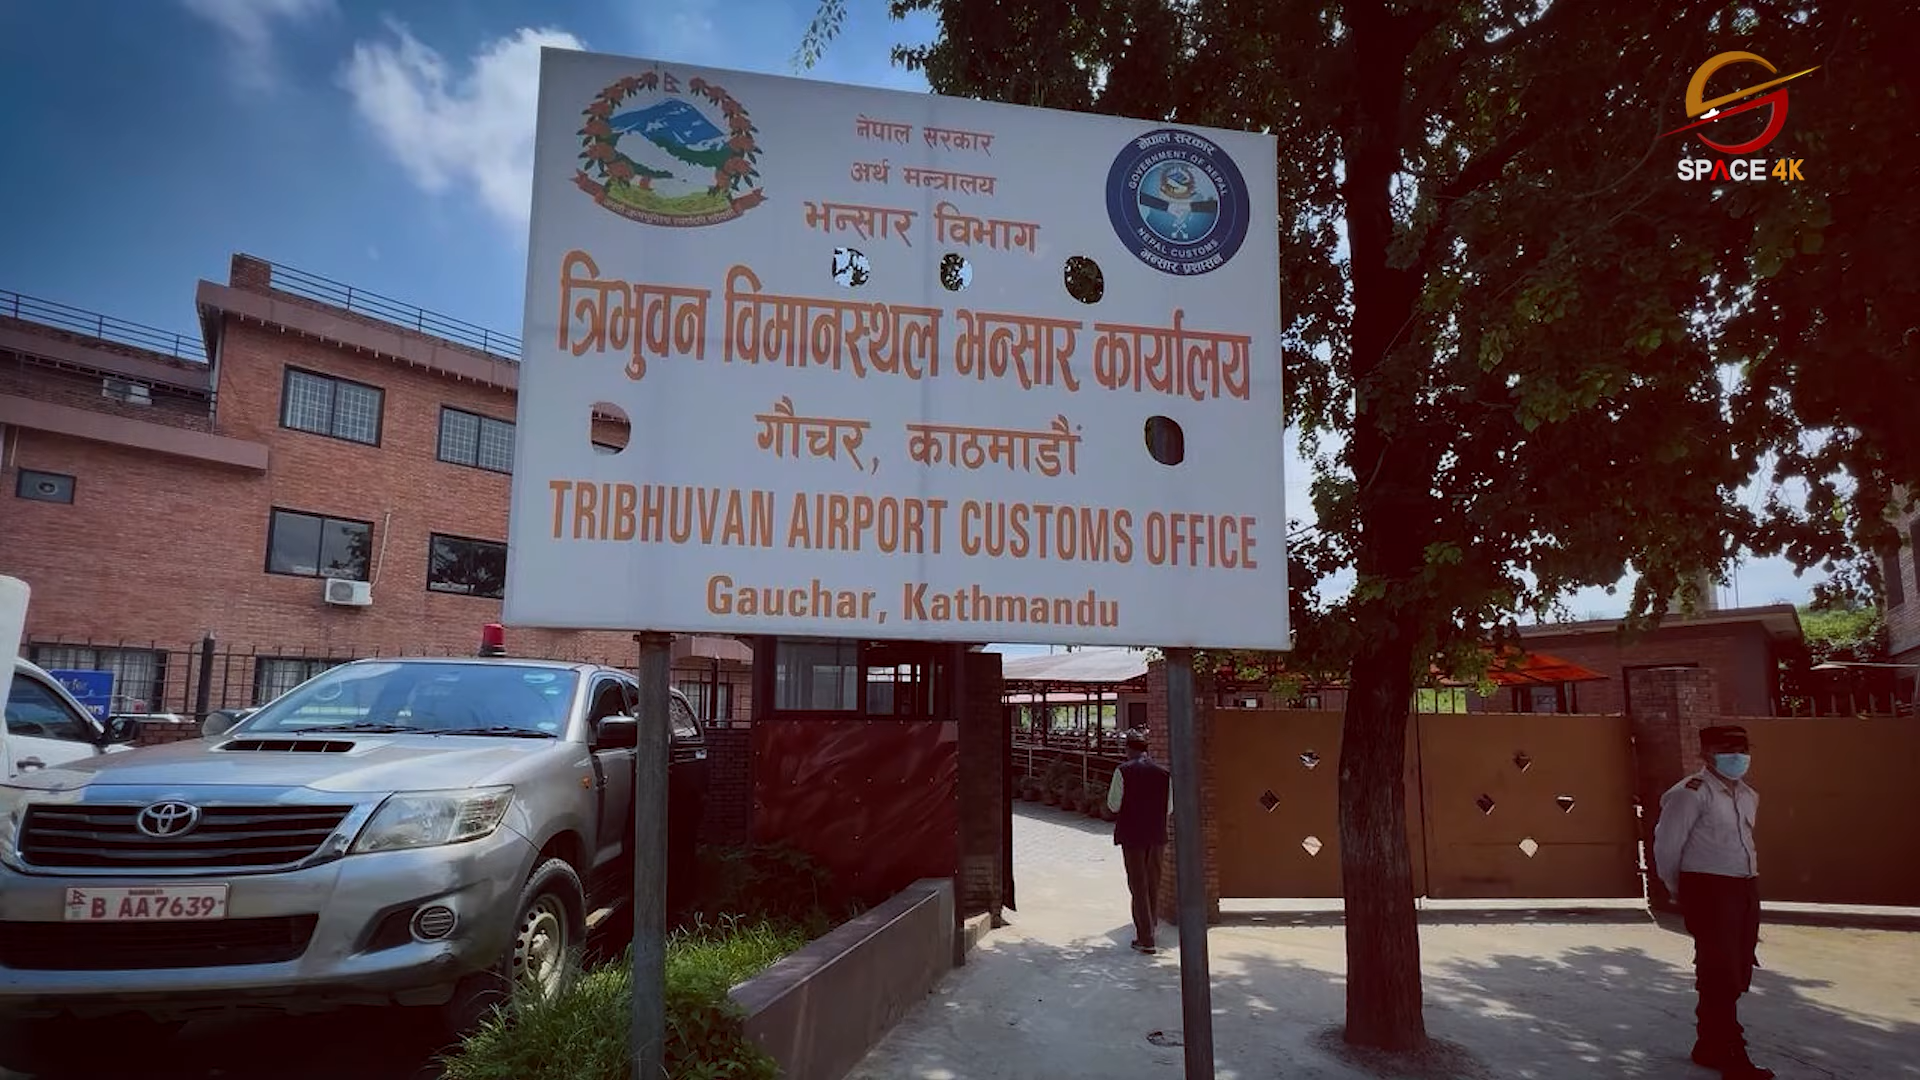 नेपाल सरकार
अर्थ मन्त्रालय
भन्सार विभाग
त्रिभुवन विमानस्थल भन्सार कार्यालय
गौचर, काठमाडौं
TRIBHUVAN AIRPORT CUSTOMS OFFICE
Gauchar, Kathmandu
नेपाल सरकार
GOVERNMENT OF NEPAL
NEPAL CUSTOMS
भन्सार प्रशासन
SPACE 4K
B AA7639